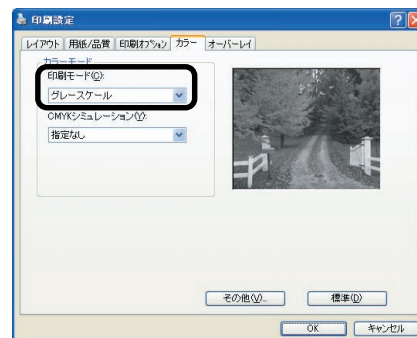 印刷設定
レイアウト 用紙/品質 印刷オプション カラー オーバーレイ
カラーモード
印刷モード(C):
グレースケール
CMYKシミュレーション(Y):
指定なし
その他(V)... 標準(D)
OK キャンセル